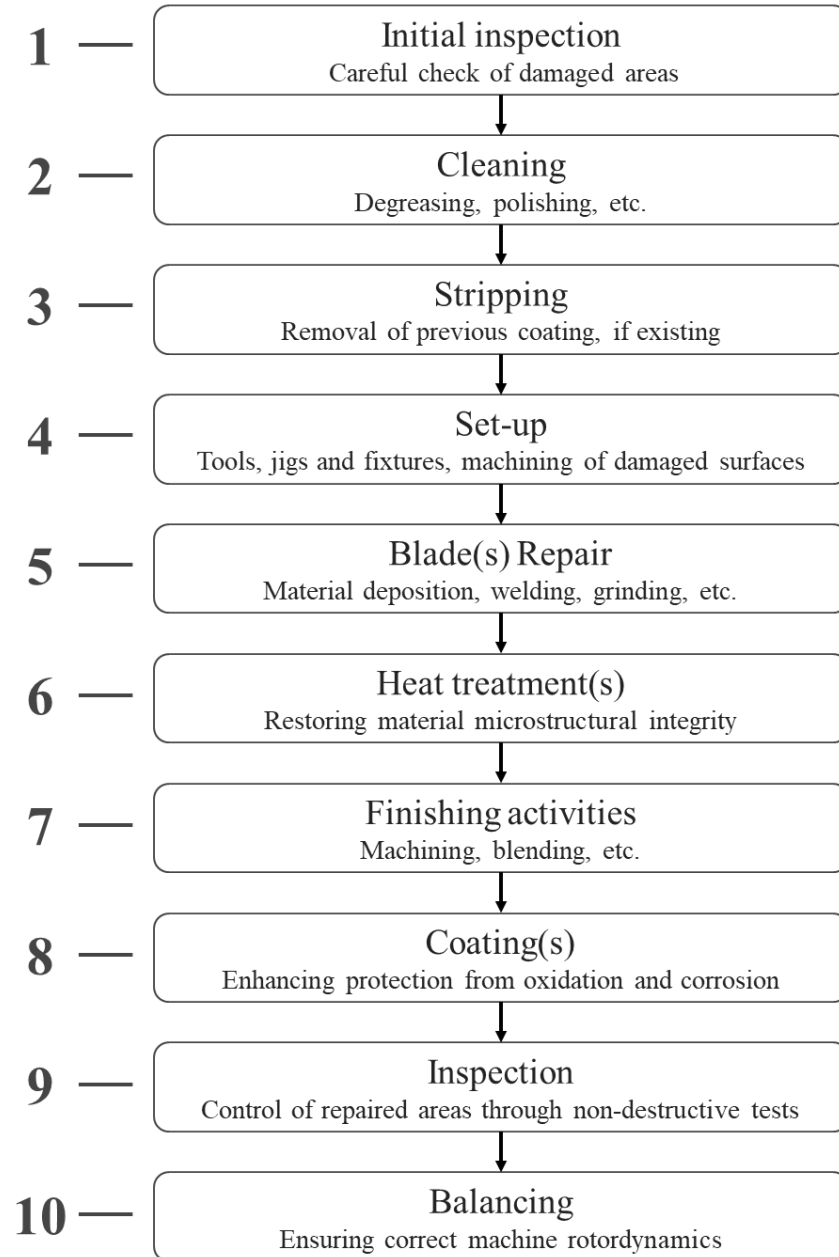 1
Initial inspection
Careful check of damaged areas
2
Cleaning
Degreasing, polishing, etc.
3
Stripping
Removal of previous coating, if existing
4
Set-up
Tools, jigs and fixtures, machining of damaged surfaces
5
Blade(s) Repair
Material deposition, welding, grinding, etc.
6
Heat treatment(s)
Restoring material microstructural integrity
7
Finishing activities
Machining, blending, etc.
8
Coating(s)
Enhancing protection from oxidation and corrosion
9
Inspection
Control of repaired areas through non-destructive tests
10
Balancing
Ensuring correct machine rotordynamics